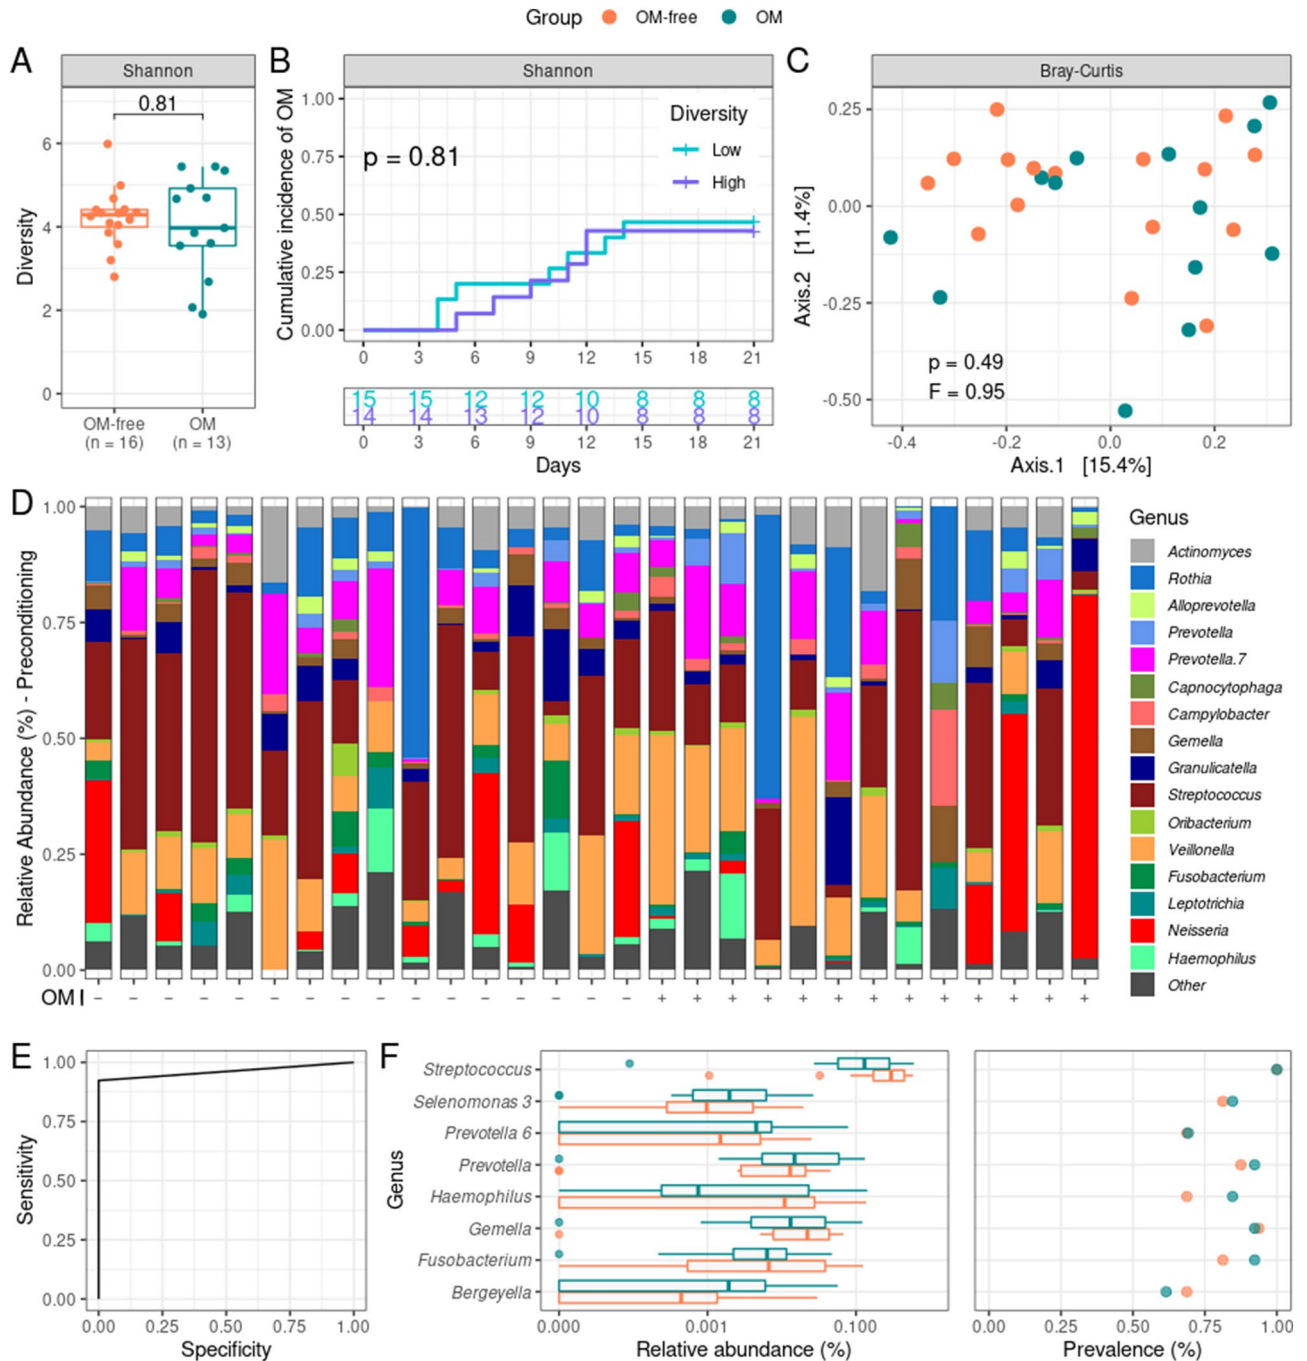 Group OM-free OM
A
Shannon
0.81
Diversity
6
4
2
0
OM-free
(n = 16)
OM
(n = 13)
B
Shannon
Cumulative incidence of OM
1.00
0.75
0.50
0.25
0.00
p = 0.81
Diversity
Low
High
0 3 6 9 12 15 18 21
15 15 12 12 10 8 8 8
14 14 13 12 10 8 8 8
0 3 6 9 12 15 18 21
Days
C
Bray-Curtis
Axis.2 [11.4%]
0.25
0.00
-0.25
-0.50
p = 0.49
F = 0.95
-0.4 -0.2 0.0 0.2
Axis.1 [15.4%]
D
Relative Abundance (%) - Preconditioning
1.00
0.75
0.50
0.25
0.00
OM I - - - - - - - - - - - - - - - - + + + + + + + + + + + + +
Genus
Actinomyces
Rothia
Alloprevotella
Prevotella
Prevotella.7
Capnocytophaga
Campylobacter
Gemella
Granulicatella
Streptococcus
Oribacterium
Veillonella
Fusobacterium
Leptotrichia
Neisseria
Haemophilus
Other
E
Sensitivity
1.00
0.75
0.50
0.25
0.00
0.00 0.25 0.50 0.75 1.00
Specificity
F
Genus
Streptococcus
Selenomonas 3
Prevotella 6
Prevotella
Haemophilus
Gemella
Fusobacterium
Bergeyella
0.000 0.001 0.100
Relative abundance (%)
0.00 0.25 0.50 0.75 1.00
Prevalence (%)